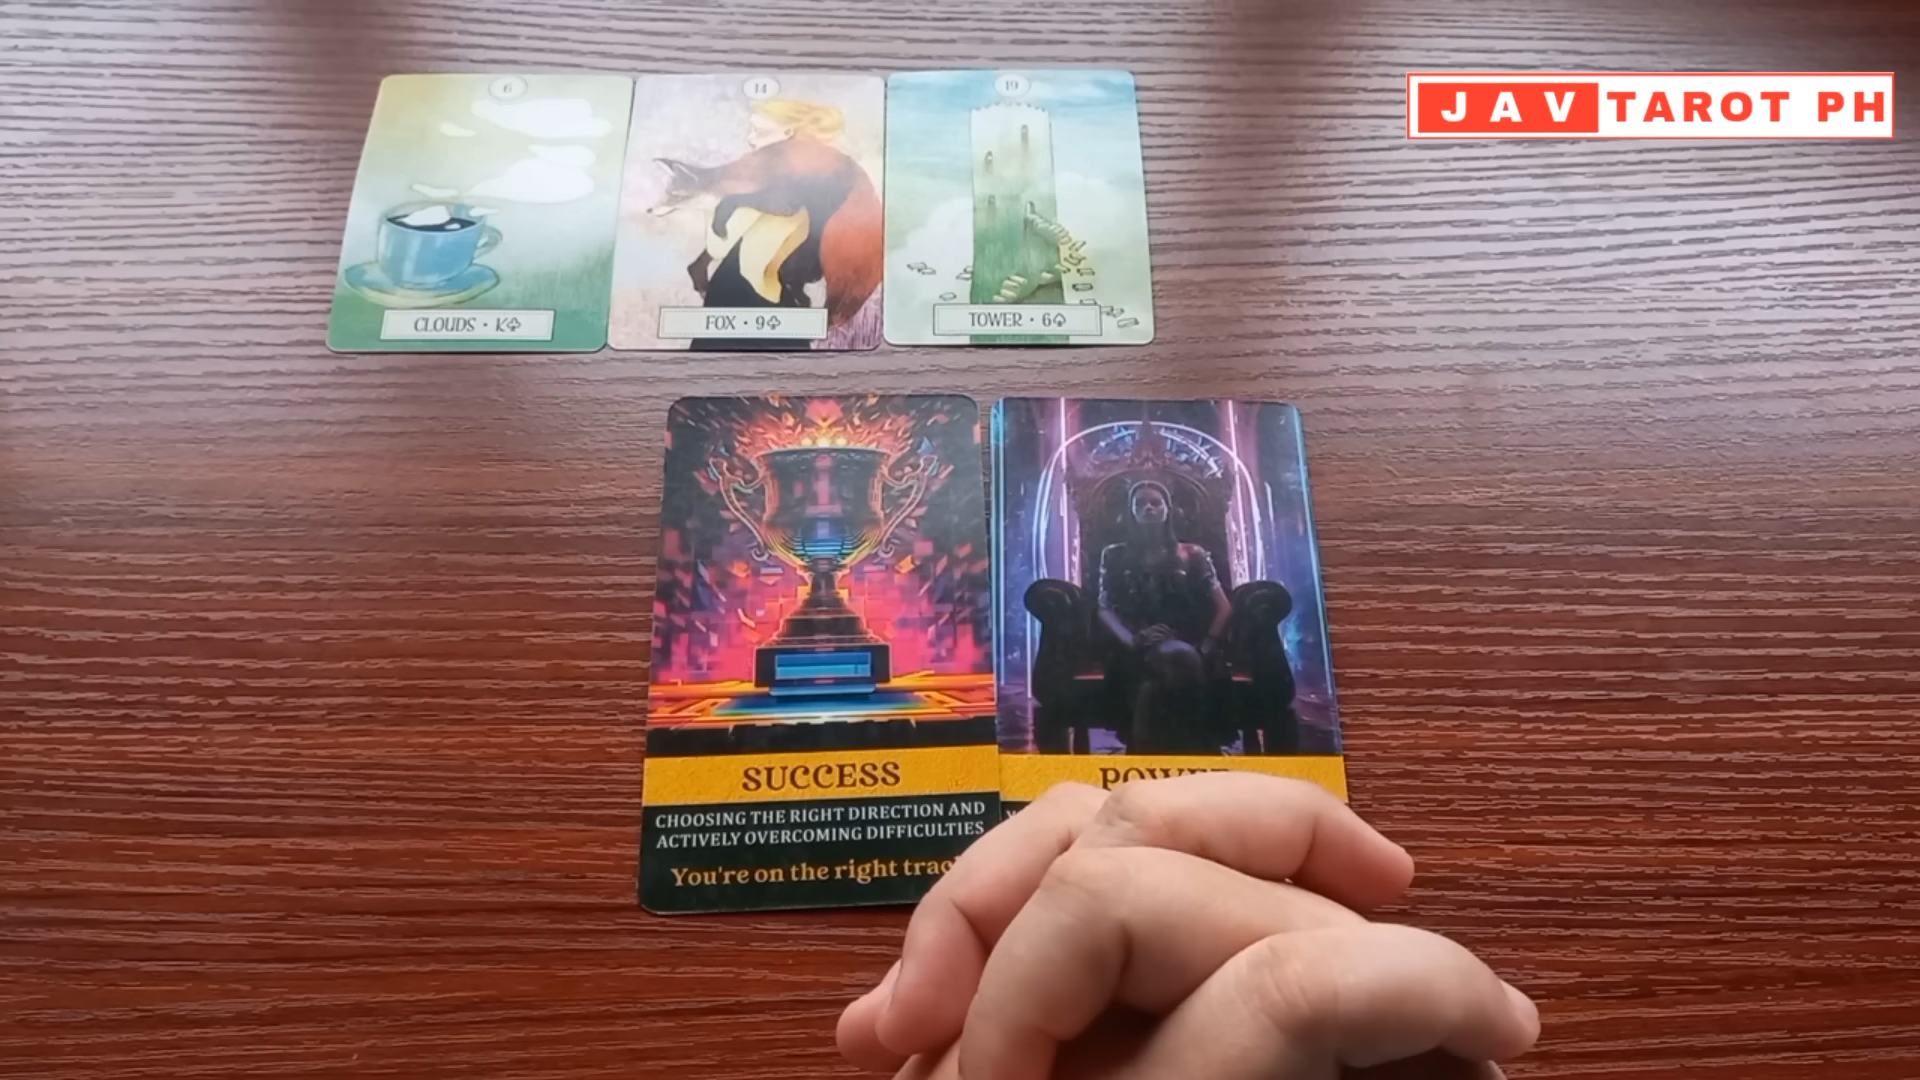 JAV TAROT PH
6
14
19
CLOUDS • K♧
FOX • 9♧
TOWER • 6♤
SUCCESS
CHOOSING THE RIGHT DIRECTION AND
ACTIVELY OVERCOMING DIFFICULTIES
You're on the right
POWER